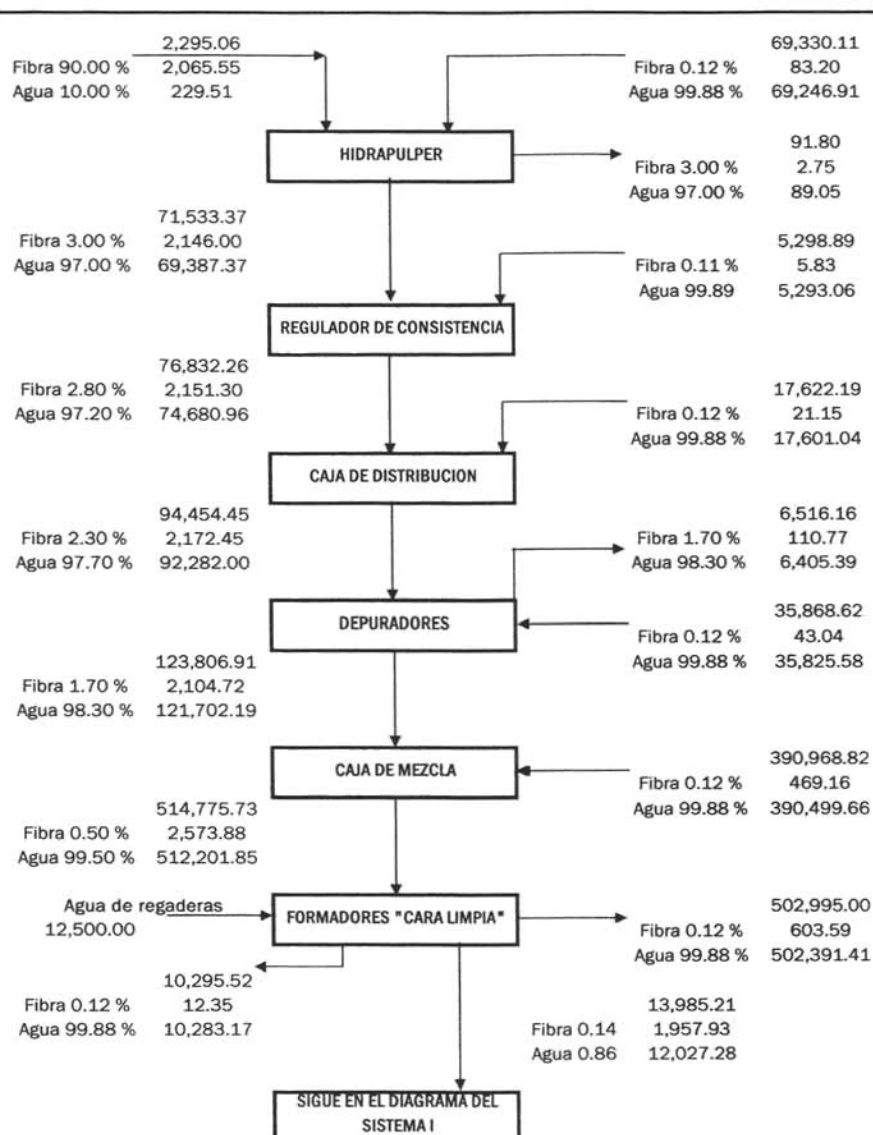 2,295.06
Fibra 90.00 % 2,065.55
Agua 10.00 % 229.51
69,330.11
Fibra 0.12 % 83.20
Agua 99.88 % 69,246.91
HIDRAPULPER
91.80
Fibra 3.00 % 2.75
Agua 97.00 % 89.05
71,533.37
Fibra 3.00 % 2,146.00
Agua 97.00 % 69,387.37
5,298.89
Fibra 0.11 % 5.83
Agua 99.89 5,293.06
REGULADOR DE CONSISTENCIA
76,832.26
Fibra 2.80 % 2,151.30
Agua 97.20 % 74,680.96
17,622.19
Fibra 0.12 % 21.15
Agua 99.88 % 17,601.04
CAJA DE DISTRIBUCION
94,454.45
Fibra 2.30 % 2,172.45
Agua 97.70 % 92,282.00
6,516.16
Fibra 1.70 % 110.77
Agua 98.30 % 6,405.39
DEPURADORES
35,868.62
Fibra 0.12 % 43.04
Agua 99.88 % 35,825.58
123,806.91
Fibra 1.70 % 2,104.72
Agua 98.30 % 121,702.19
CAJA DE MEZCLA
390,968.82
Fibra 0.12 % 469.16
Agua 99.88 % 390,499.66
514,775.73
Fibra 0.50 % 2,573.88
Agua 99.50 % 512,201.85
Agua de regaderas
12,500.00
FORMADORES "CARA LIMPIA"
502,995.00
Fibra 0.12 % 603.59
Agua 99.88 % 502,391.41
10,295.52
Fibra 0.12 % 12.35
Agua 99.88 % 10,283.17
13,985.21
Fibra 0.14 1,957.93
Agua 0.86 12,027.28
SIGUE EN EL DIAGRAMA DEL
SISTEMA I